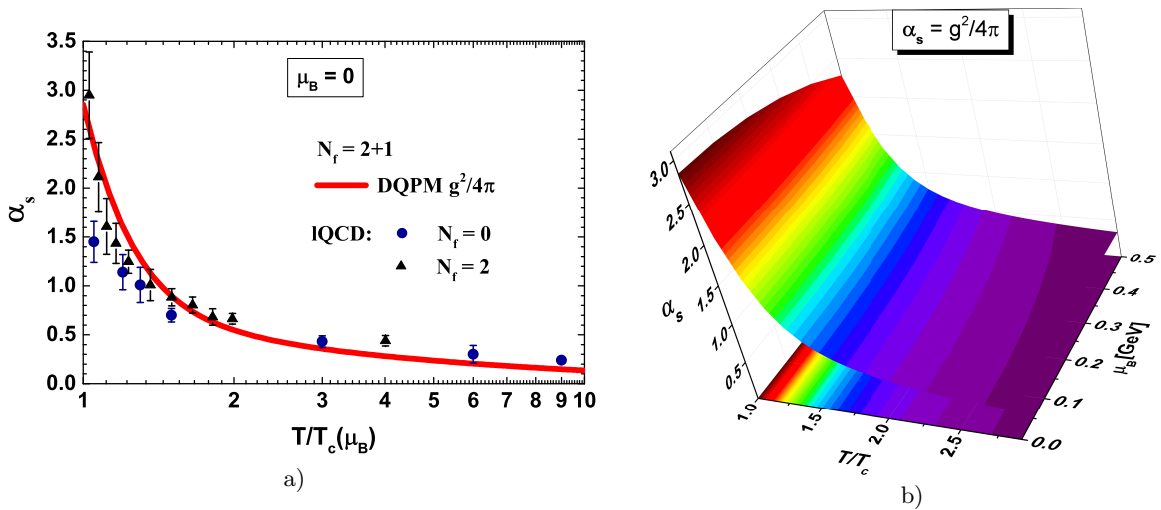 3.5
3.0
2.5
2.0
1.5
1.0
0.5
0.0
α_s
μ_B = 0
N_f = 2+1
DQPM g²/4π
lQCD: N_f = 0
N_f = 2
1 2 3 4 5 6 7 8 9 10
T/T_c(μ_B)
a)
α_s = g²/4π
3.0
2.5
2.0
1.5
1.0
0.5
α_s
1.0 1.5 2.0 2.5
T/T_c
0.5
0.4
0.3
0.2
0.1
0.0
μ_B[GeV]
b)